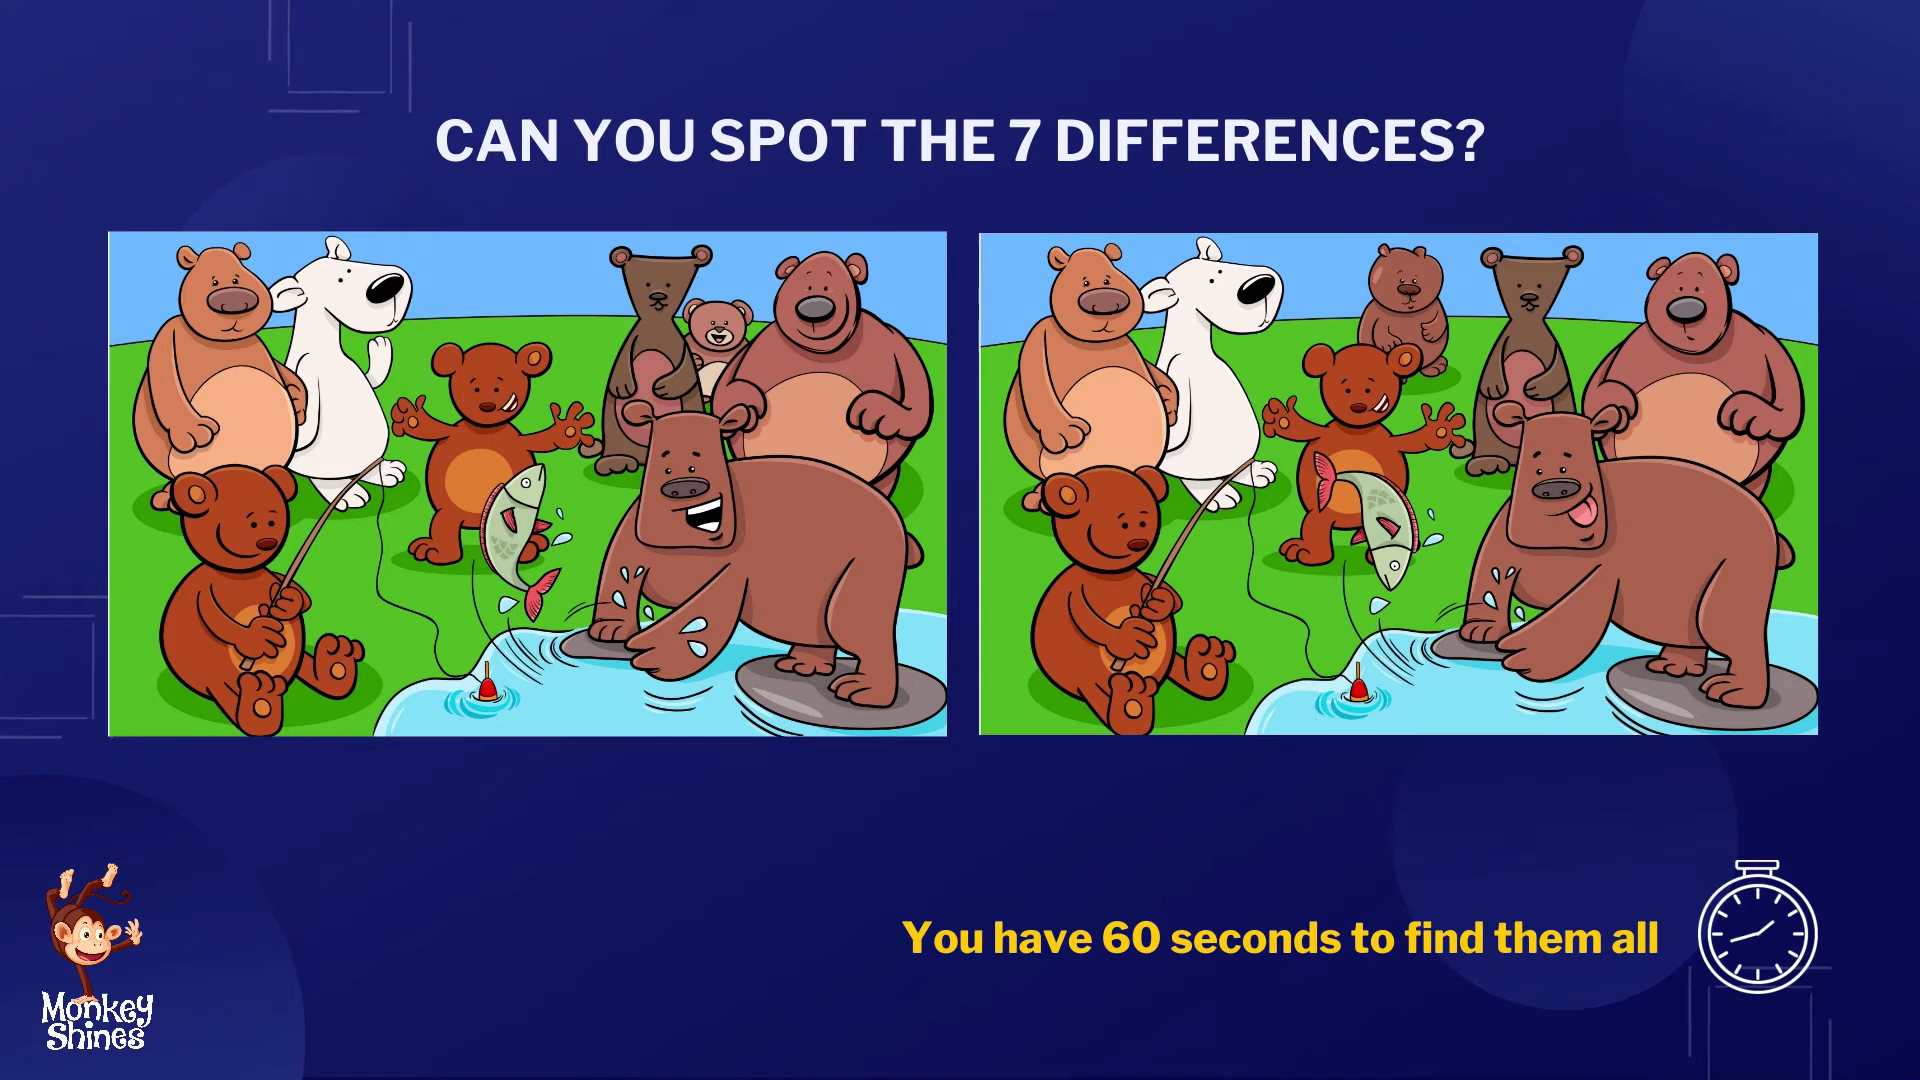 CAN YOU SPOT THE 7 DIFFERENCES?
You have 60 seconds to find them all
Monkey
Shines